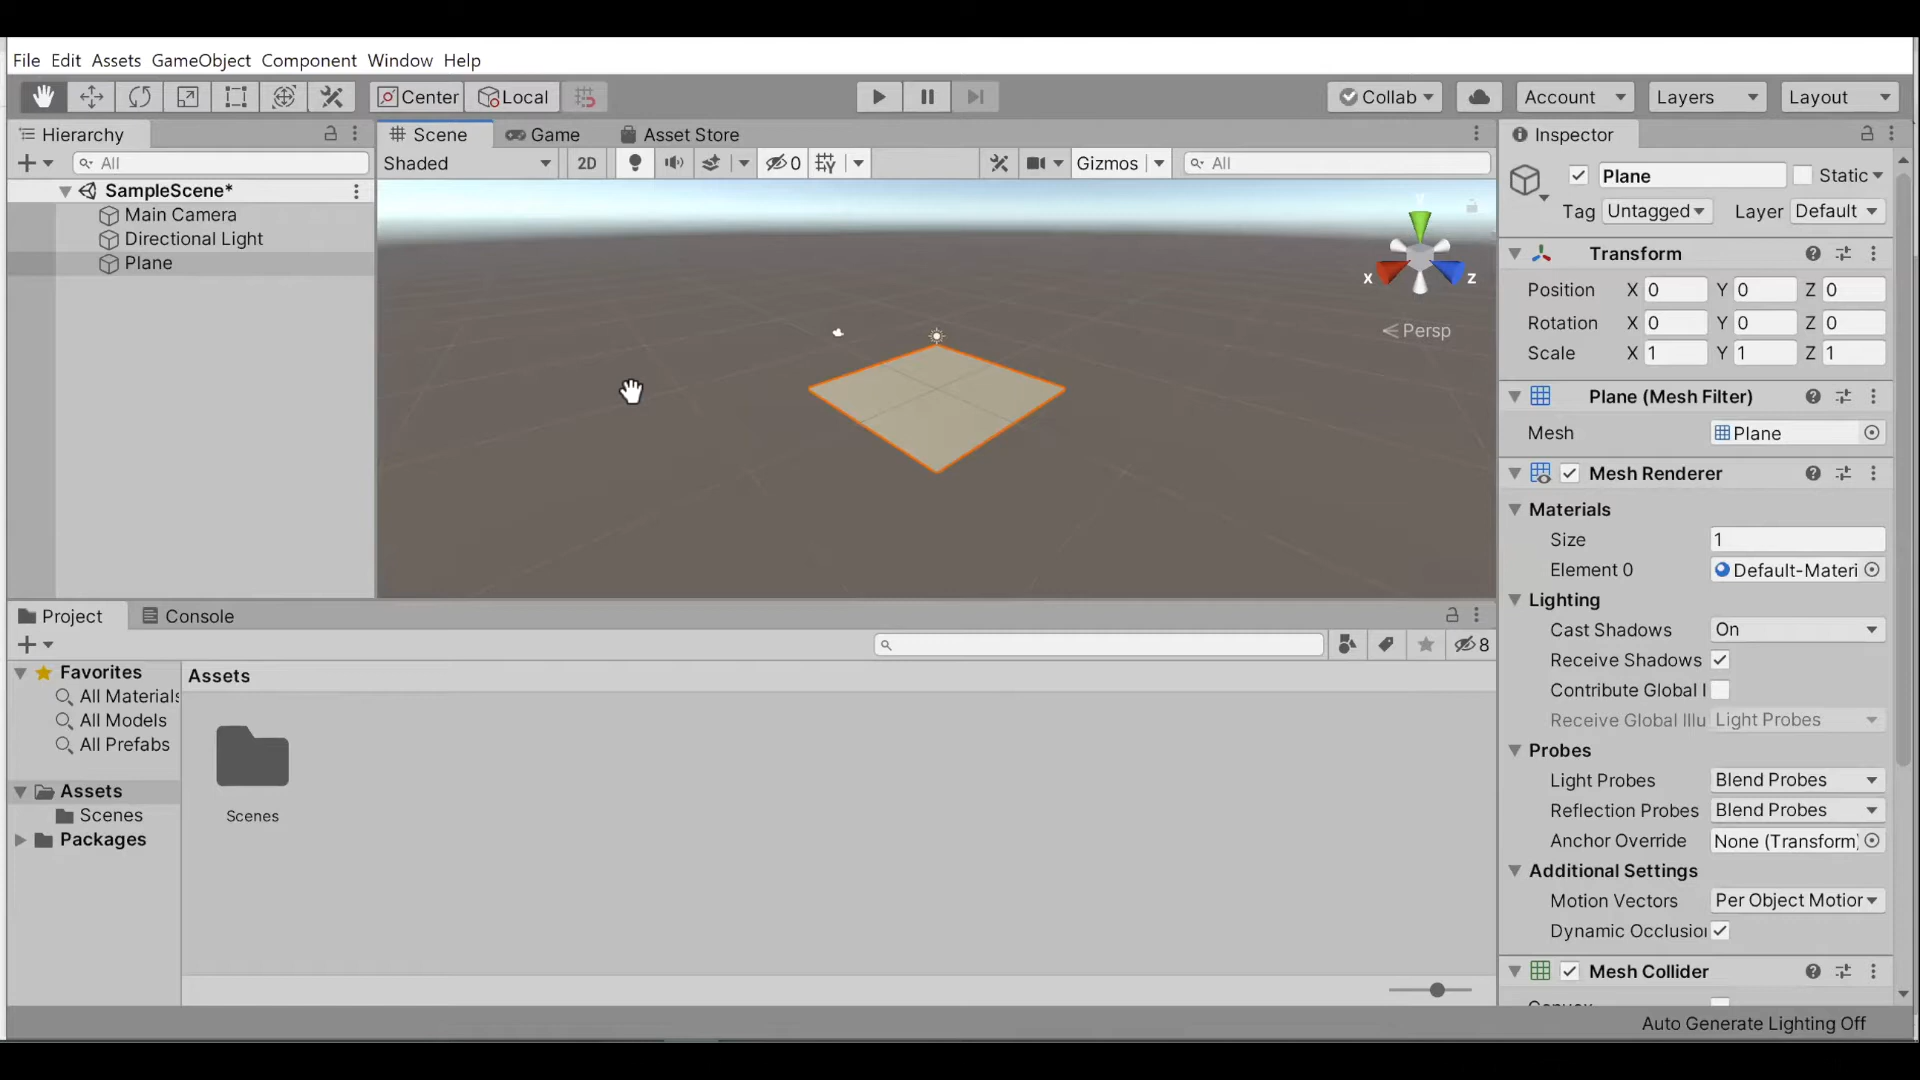 File Edit Assets GameObject Component Window Help
Center Local Collab Account Layers Layout
Hierarchy
All
SampleScene*
Main Camera
Directional Light
Plane
Scene Game Asset Store
Shaded 2D 0 Gizmos All
Y
X Z
Persp
Project Console
8
Favorites
All Materials
All Models
All Prefabs
Assets
Scenes
Packages
Assets
Scenes
Inspector
Plane Static
Tag Untagged Layer Default
Transform
Position X 0 Y 0 Z 0
Rotation X 0 Y 0 Z 0
Scale X 1 Y 1 Z 1
Plane (Mesh Filter)
Mesh Plane
Mesh Renderer
Materials
Size 1
Element 0 Default-Materi
Lighting
Cast Shadows On
Receive Shadows
Contribute Global I
Receive Global Illu Light Probes
Probes
Light Probes Blend Probes
Reflection Probes Blend Probes
Anchor Override None (Transform)
Additional Settings
Motion Vectors Per Object Motion
Dynamic Occlusion
Mesh Collider
Convex
Auto Generate Lighting Off